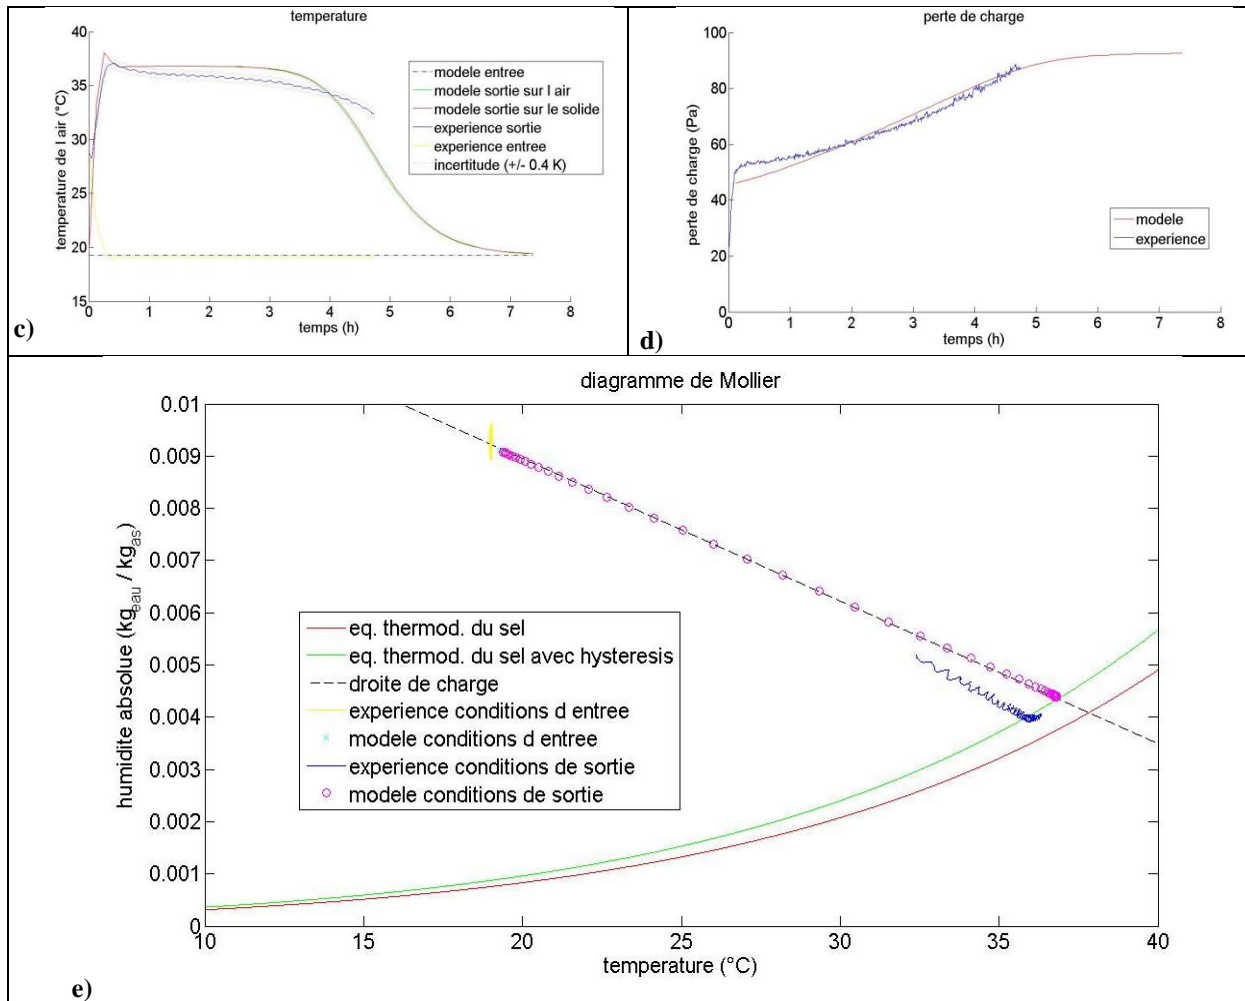 temperature
40
35
30
25
20
15
temperature de l air (°C)
0 1 2 3 4 5 6 7 8
temps (h)
modele entree
modele sortie sur l air
modele sortie sur le solide
experience sortie
experience entree
incertitude (+/- 0.4 K)
c)
perte de charge
100
80
60
40
20
0
perte de charge (Pa)
0 1 2 3 4 5 6 7 8
temps (h)
modele
experience
d)
diagramme de Mollier
0.01
0.009
0.008
0.007
0.006
0.005
0.004
0.003
0.002
0.001
0
humidite absolue (kg_eau / kg_as)
10 15 20 25 30 35 40
temperature (°C)
eq. thermod. du sel
eq. thermod. du sel avec hysteresis
droite de charge
experience conditions d entree
modele conditions d entree
experience conditions de sortie
modele conditions de sortie
e)